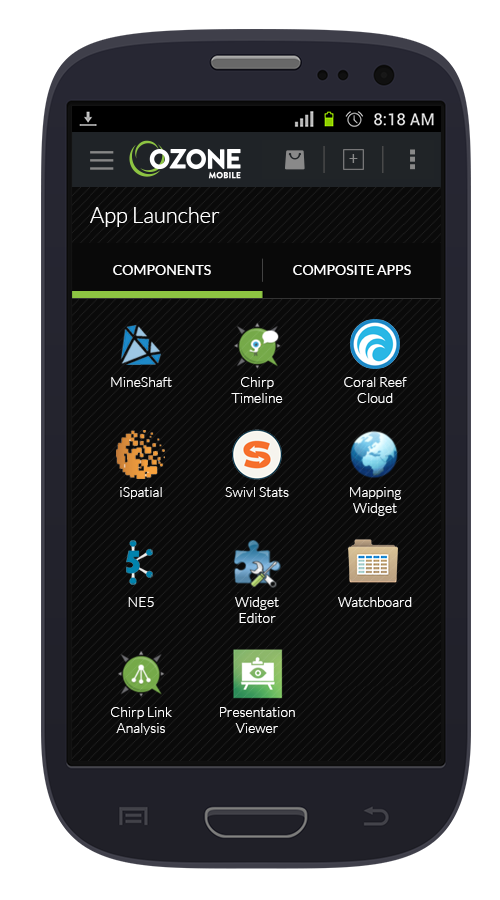 8:18 AM
OZONE
MOBILE
App Launcher
COMPONENTS COMPOSITE APPS
MineShaft Chirp Coral Reef
Timeline Cloud
iSpatial Swivl Stats Mapping
Widget
NE5 Widget Watchboard
Editor
Chirp Link Presentation
Analysis Viewer